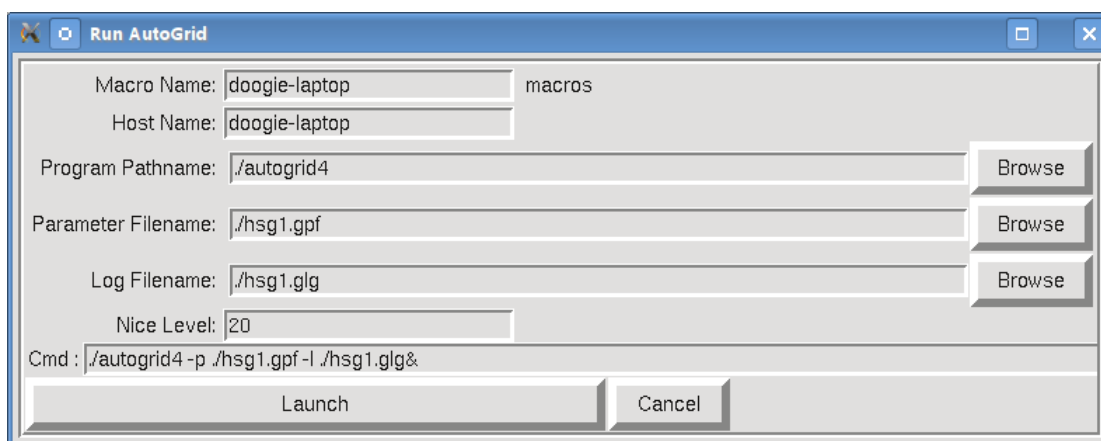 Run AutoGrid
Macro Name: doogie-laptop macros
Host Name: doogie-laptop
Program Pathname: ./autogrid4 Browse
Parameter Filename: ./hsg1.gpf Browse
Log Filename: ./hsg1.glg Browse
Nice Level: 20
Cmd : ./autogrid4 -p ./hsg1.gpf -l ./hsg1.glg&
Launch Cancel